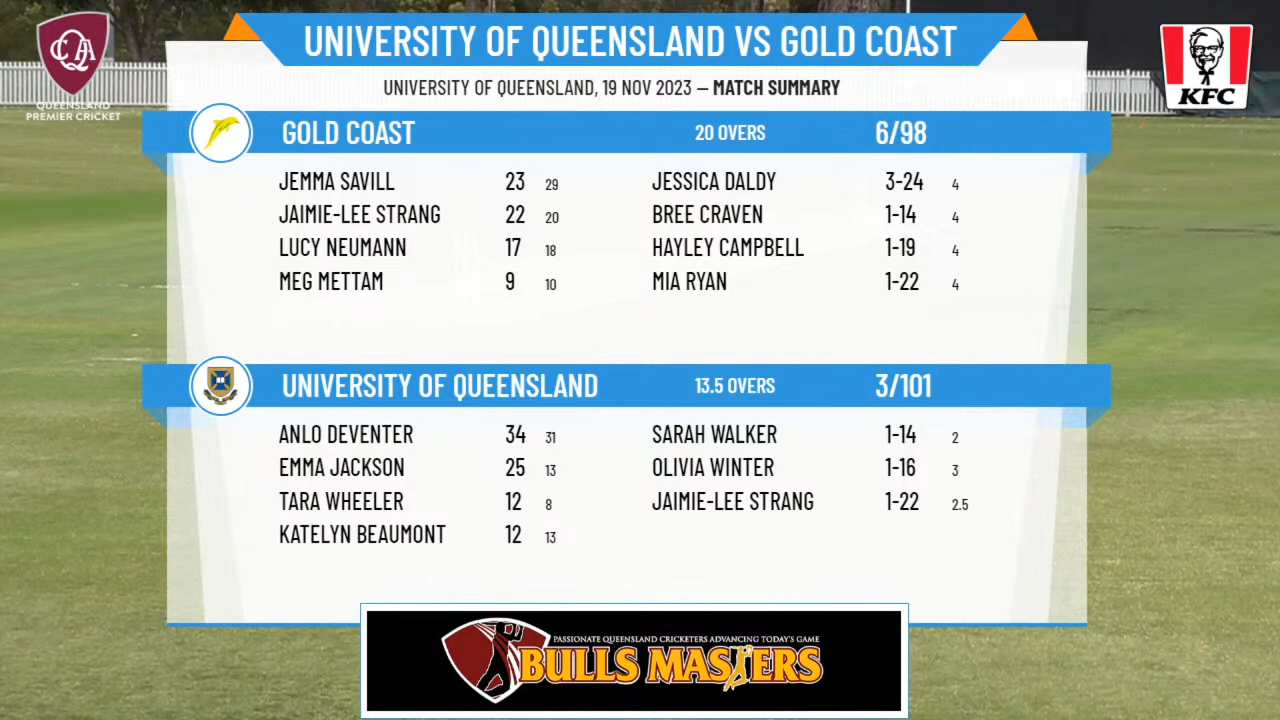 QUEENSLAND
PREMIER CRICKET
UNIVERSITY OF QUEENSLAND VS GOLD COAST
KFC
UNIVERSITY OF QUEENSLAND, 19 NOV 2023 – MATCH SUMMARY
GOLD COAST 20 OVERS 6/98
JEMMA SAVILL 23 29 JESSICA DALDY 3-24 4
JAIMIE-LEE STRANG 22 20 BREE CRAVEN 1-14 4
LUCY NEUMANN 17 18 HAYLEY CAMPBELL 1-19 4
MEG METTAM 9 10 MIA RYAN 1-22 4
UNIVERSITY OF QUEENSLAND 13.5 OVERS 3/101
ANLO DEVENTER 34 31 SARAH WALKER 1-14 2
EMMA JACKSON 25 13 OLIVIA WINTER 1-16 3
TARA WHEELER 12 8 JAIMIE-LEE STRANG 1-22 2.5
KATELYN BEAUMONT 12 13
PASSIONATE QUEENSLAND CRICKETERS ADVANCING TODAY'S GAME
BULLS MASTERS